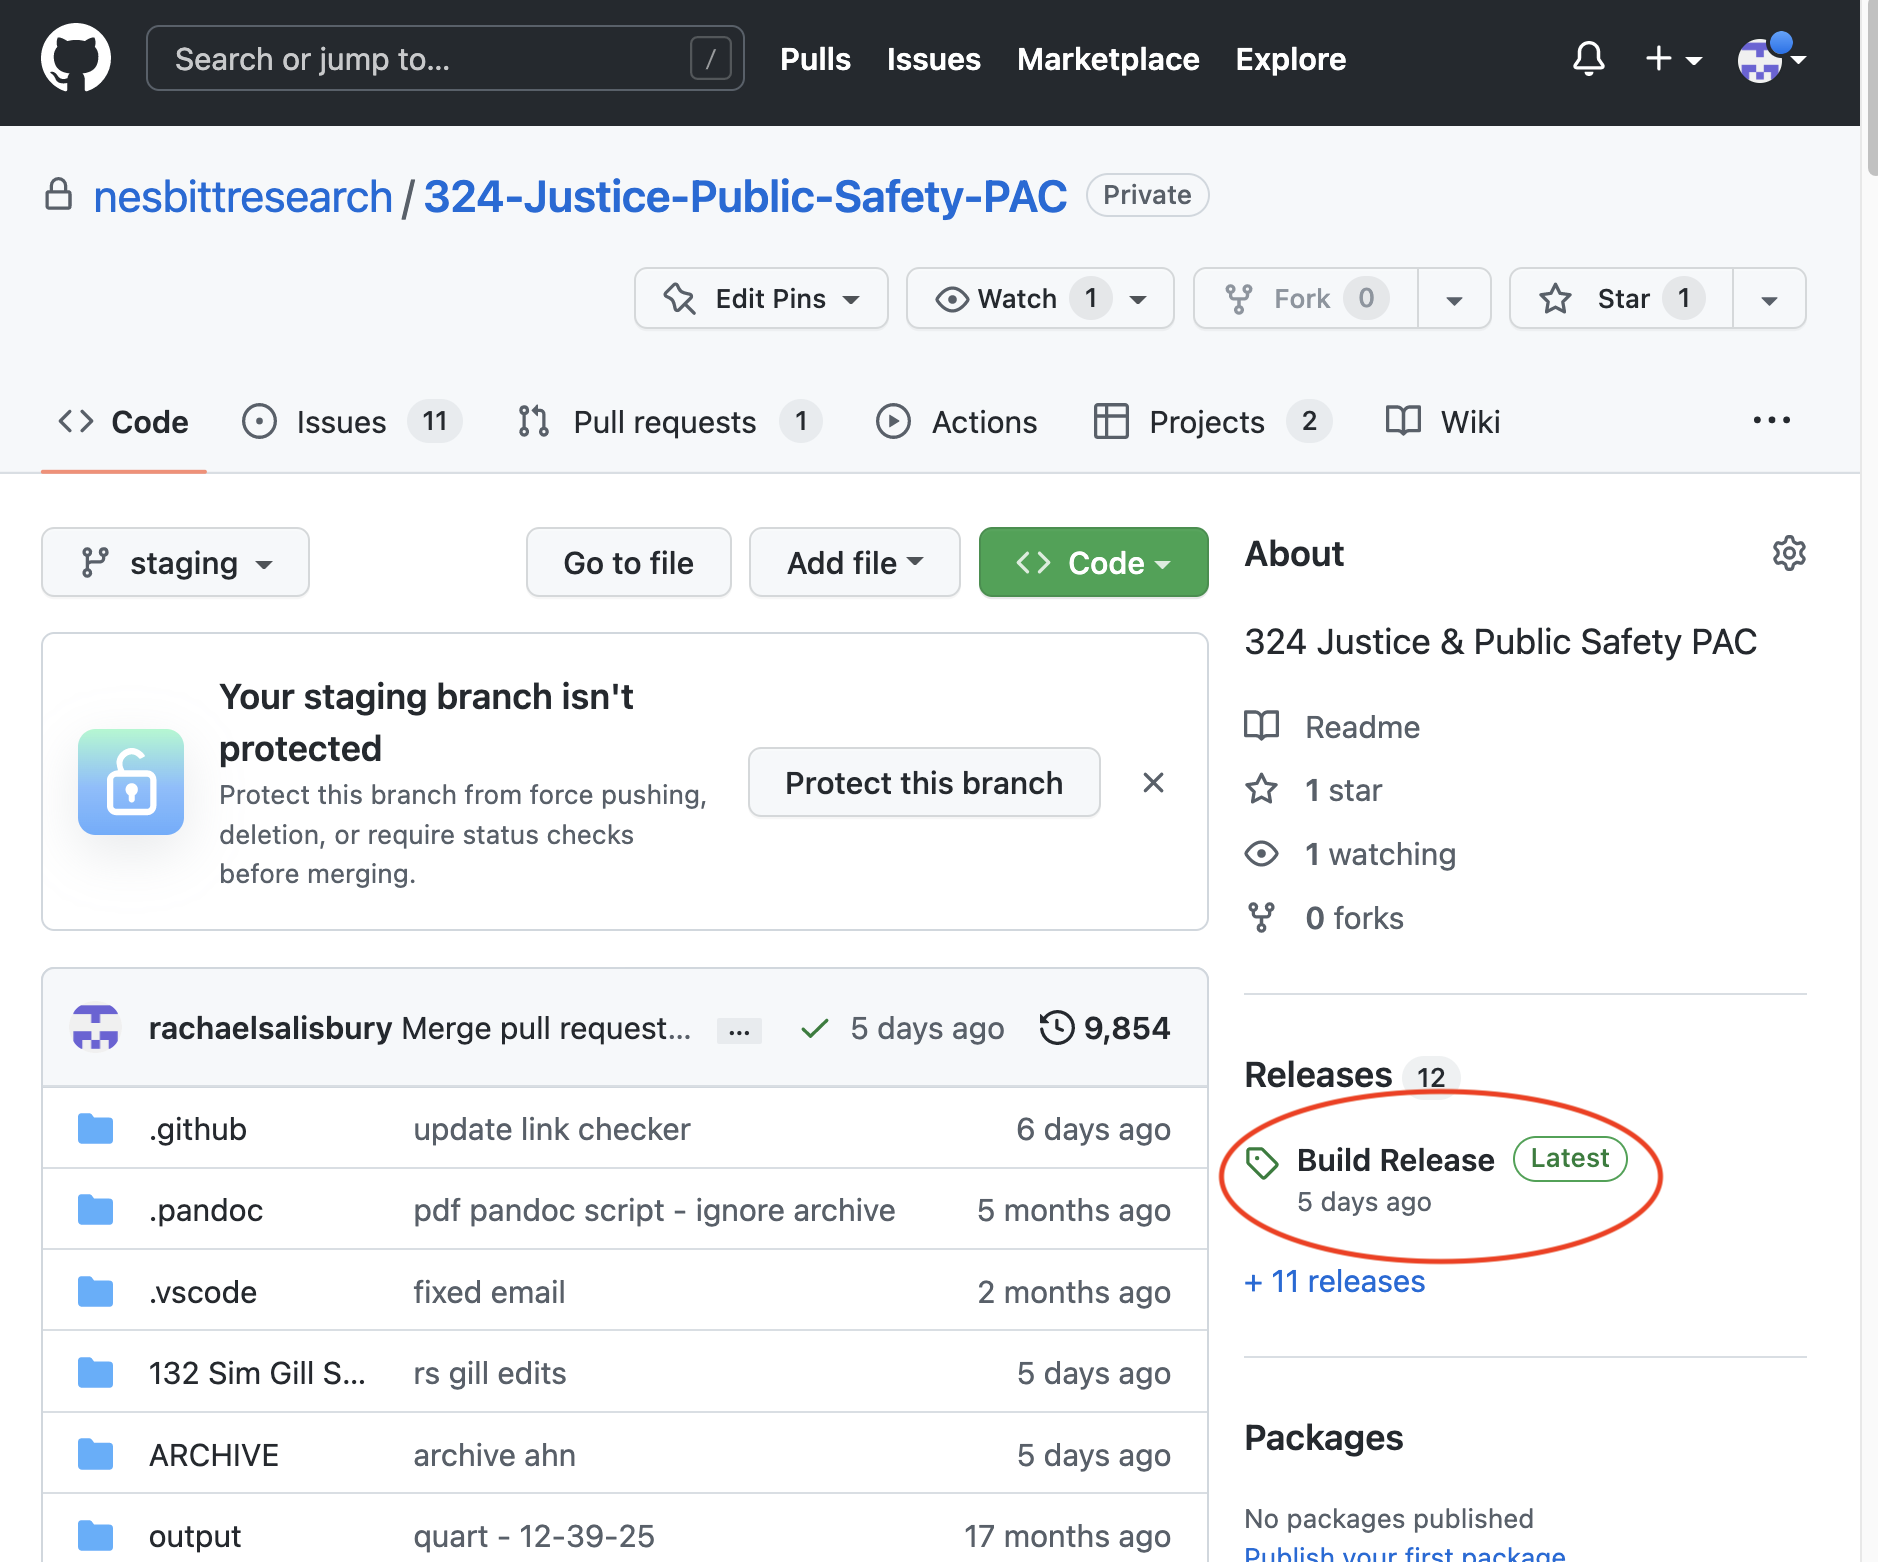 Search or jump to... /
Pulls Issues Marketplace Explore
nesbittresearch / 324-Justice-Public-Safety-PAC Private
Edit Pins Watch 1 Fork 0 Star 1
Code Issues 11 Pull requests 1 Actions Projects 2 Wiki ...
staging Go to file Add file Code
Your staging branch isn't
protected
Protect this branch from force pushing,
deletion, or require status checks
before merging.
Protect this branch
rachaelsalisbury Merge pull request... ... 5 days ago 9,854
.github update link checker 6 days ago
.pandoc pdf pandoc script - ignore archive 5 months ago
.vscode fixed email 2 months ago
132 Sim Gill S... rs gill edits 5 days ago
ARCHIVE archive ahn 5 days ago
output quart - 12-39-25 17 months ago
About
324 Justice & Public Safety PAC
Readme
1 star
1 watching
0 forks
Releases 12
Build Release Latest
5 days ago
+ 11 releases
Packages
No packages published
Publish your first package